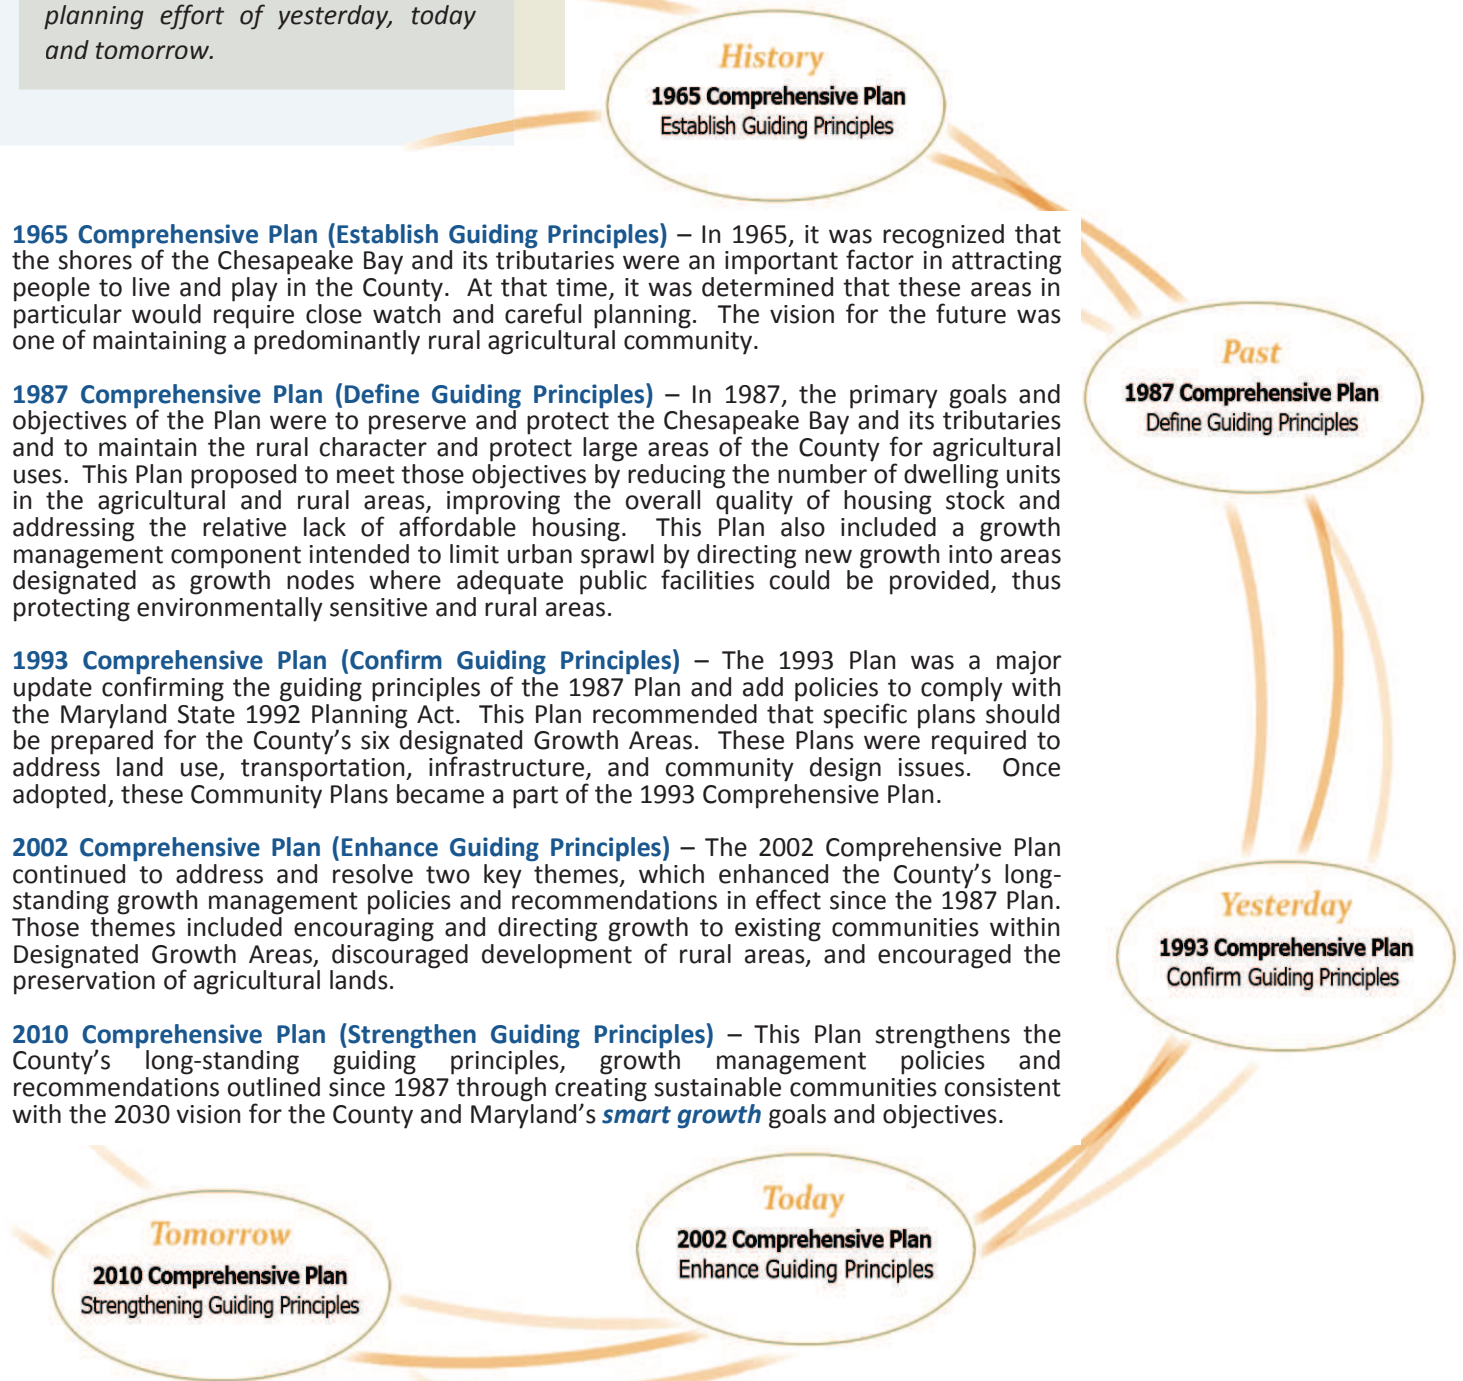 planning effort of yesterday, today
and tomorrow.
History
1965 Comprehensive Plan
Establish Guiding Principles
1965 Comprehensive Plan (Establish Guiding Principles) – In 1965, it was recognized that
the shores of the Chesapeake Bay and its tributaries were an important factor in attracting
people to live and play in the County. At that time, it was determined that these areas in
particular would require close watch and careful planning. The vision for the future was
one of maintaining a predominantly rural agricultural community.
Past
1987 Comprehensive Plan
Define Guiding Principles
1987 Comprehensive Plan (Define Guiding Principles) – In 1987, the primary goals and
objectives of the Plan were to preserve and protect the Chesapeake Bay and its tributaries
and to maintain the rural character and protect large areas of the County for agricultural
uses. This Plan proposed to meet those objectives by reducing the number of dwelling units
in the agricultural and rural areas, improving the overall quality of housing stock and
addressing the relative lack of affordable housing. This Plan also included a growth
management component intended to limit urban sprawl by directing new growth into areas
designated as growth nodes where adequate public facilities could be provided, thus
protecting environmentally sensitive and rural areas.
1993 Comprehensive Plan (Confirm Guiding Principles) – The 1993 Plan was a major
update confirming the guiding principles of the 1987 Plan and add policies to comply with
the Maryland State 1992 Planning Act. This Plan recommended that specific plans should
be prepared for the County’s six designated Growth Areas. These Plans were required to
address land use, transportation, infrastructure, and community design issues. Once
adopted, these Community Plans became a part of the 1993 Comprehensive Plan.
2002 Comprehensive Plan (Enhance Guiding Principles) – The 2002 Comprehensive Plan
continued to address and resolve two key themes, which enhanced the County’s long-
standing growth management policies and recommendations in effect since the 1987 Plan.
Those themes included encouraging and directing growth to existing communities within
Designated Growth Areas, discouraged development of rural areas, and encouraged the
preservation of agricultural lands.
Yesterday
1993 Comprehensive Plan
Confirm Guiding Principles
2010 Comprehensive Plan (Strengthen Guiding Principles) – This Plan strengthens the
County’s long-standing guiding principles, growth management policies and
recommendations outlined since 1987 through creating sustainable communities consistent
with the 2030 vision for the County and Maryland’s smart growth goals and objectives.
Today
2002 Comprehensive Plan
Enhance Guiding Principles
Tomorrow
2010 Comprehensive Plan
Strengthening Guiding Principles